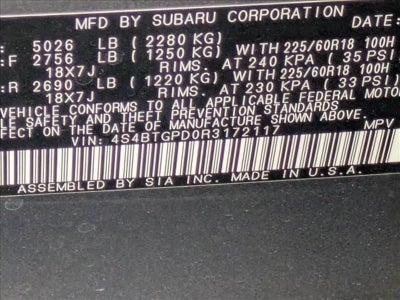 MFD BY SUBARU CORPORATION DATE:
: 5026 LB (2280 KG)
:F 2756 LB (1250 KG) WITH 225/60R18 100H
18X7J RIMS. AT 240 KPA ( 35 PSI)
:R 2690 LB (1220 KG) WITH 225/60R18 100H
18X7J RIMS. AT 230 KPA ( 33 PSI)
VEHICLE CONFORMS TO ALL APPLICABLE FEDERAL MOTOR
SAFETY AND THEFT PREVENTION STANDARDS
FECT ON THE DATE OF MANUFACTURE SHOWN ABOVE.
VIN: 4S4BTGPD0R3172117 MPV
ASSEMBLED BY SIA INC. MADE IN U.S.A.